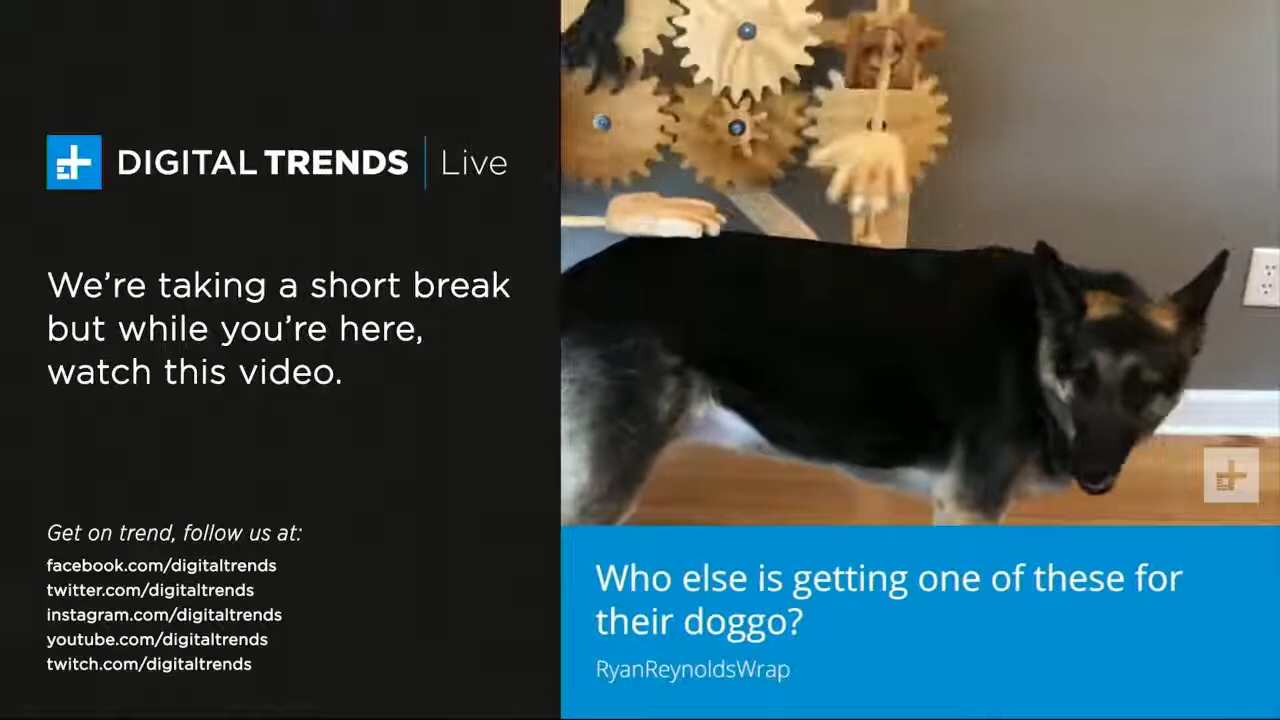 DIGITAL TRENDS | Live
We're taking a short break
but while you're here,
watch this video.
Get on trend, follow us at:
facebook.com/digitaltrends
twitter.com/digitaltrends
instagram.com/digitaltrends
youtube.com/digitaltrends
twitch.com/digitaltrends
Who else is getting one of these for
their doggo?
RyanReynoldsWrap